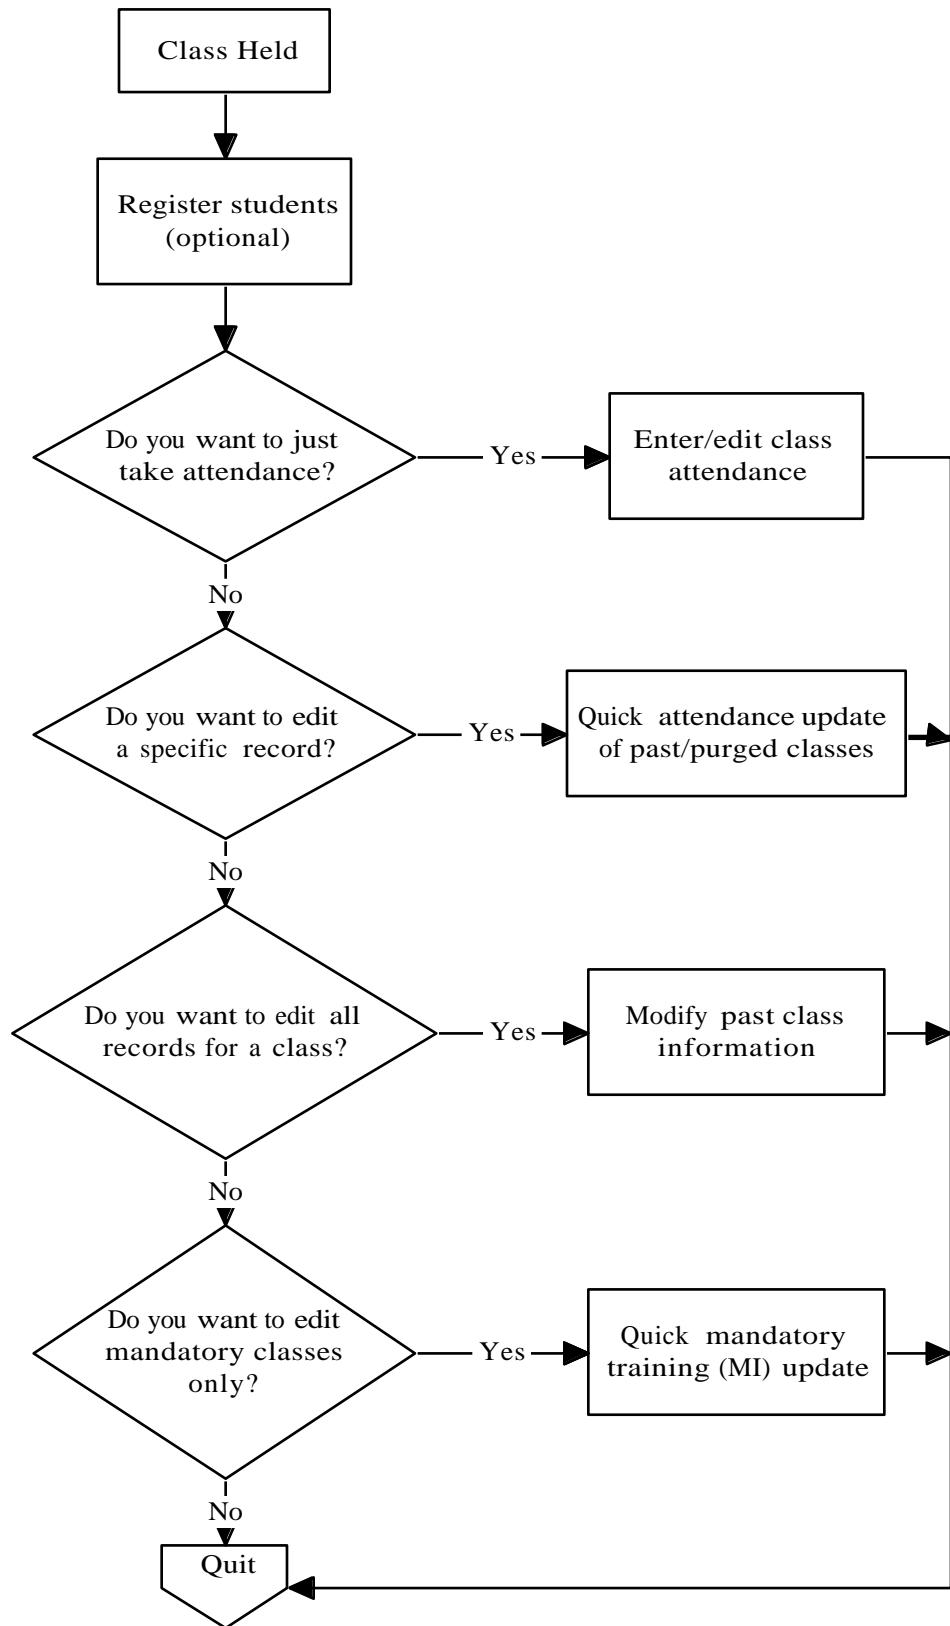 Class Held
Register students
(optional)
Do you want to just
take attendance?
Yes
Enter/edit class
attendance
No
Do you want to edit
a specific record?
Yes
Quick attendance update
of past/purged classes
No
Do you want to edit all
records for a class?
Yes
Modify past class
information
No
Do you want to edit
mandatory classes
only?
Yes
Quick mandatory
training (MI) update
No
Quit